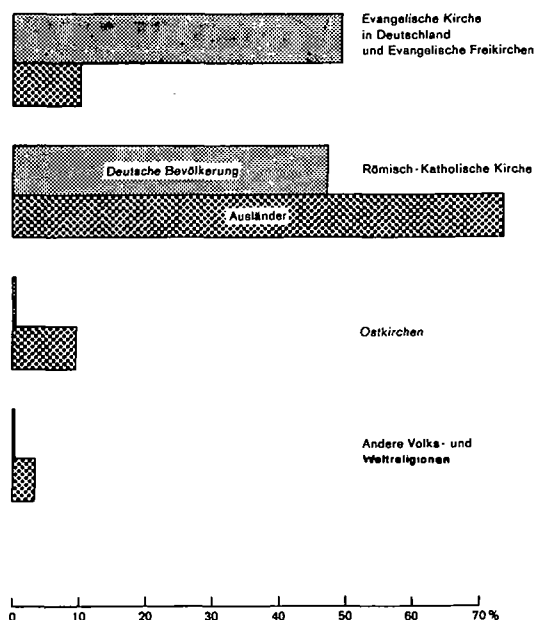 Evangelische Kirche
in Deutschland
und Evangelische Freikirchen
Deutsche Bevölkerung
Römisch-Katholische Kirche
Ausländer
Ostkirchen
Andere Volks- und
Weltreligionen
0 10 20 30 40 50 60 70 %